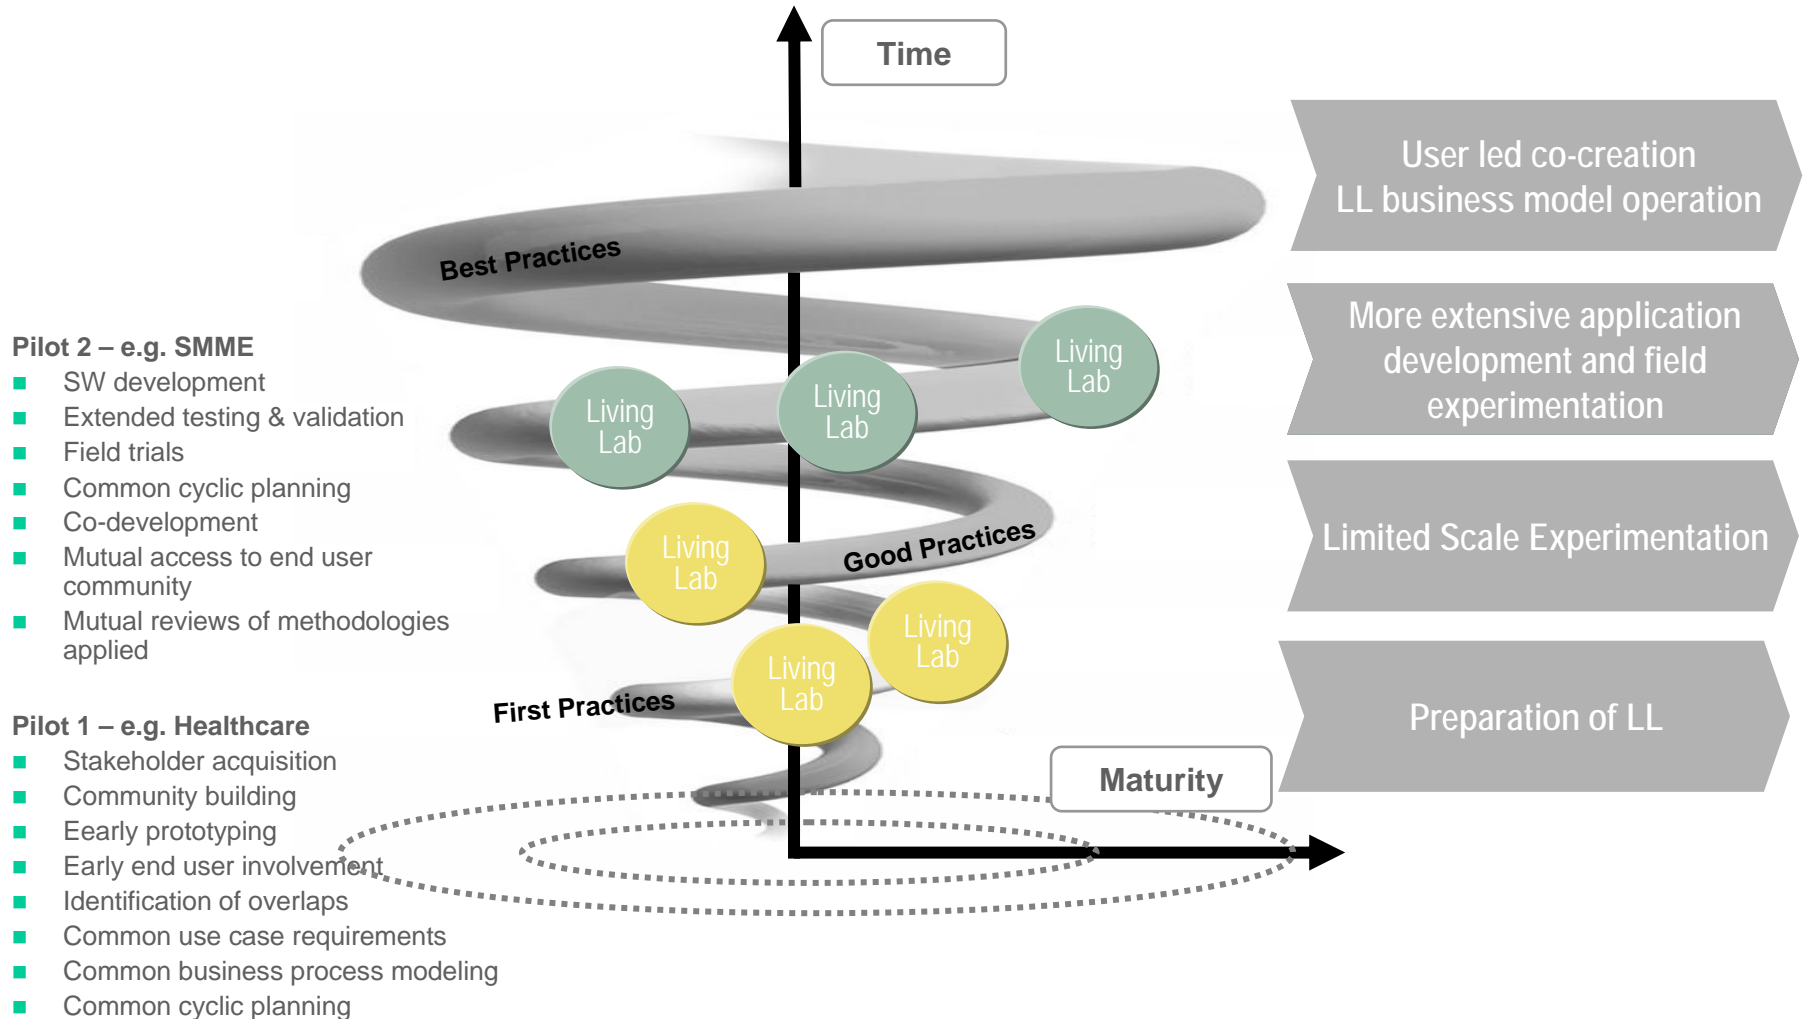 Time
User led co-creation
LL business model operation
Best Practices
More extensive application
development and field
experimentation
Living
Lab
Living
Lab
Living
Lab
Pilot 2 – e.g. SMME
SW development
Extended testing & validation
Field trials
Common cyclic planning
Co-development
Mutual access to end user
community
Mutual reviews of methodologies
applied
Limited Scale Experimentation
Good Practices
Living
Lab
Living
Lab
Living
Lab
First Practices
Preparation of LL
Maturity
Pilot 1 – e.g. Healthcare
Stakeholder acquisition
Community building
Eearly prototyping
Early end user involvement
Identification of overlaps
Common use case requirements
Common business process modeling
Common cyclic planning